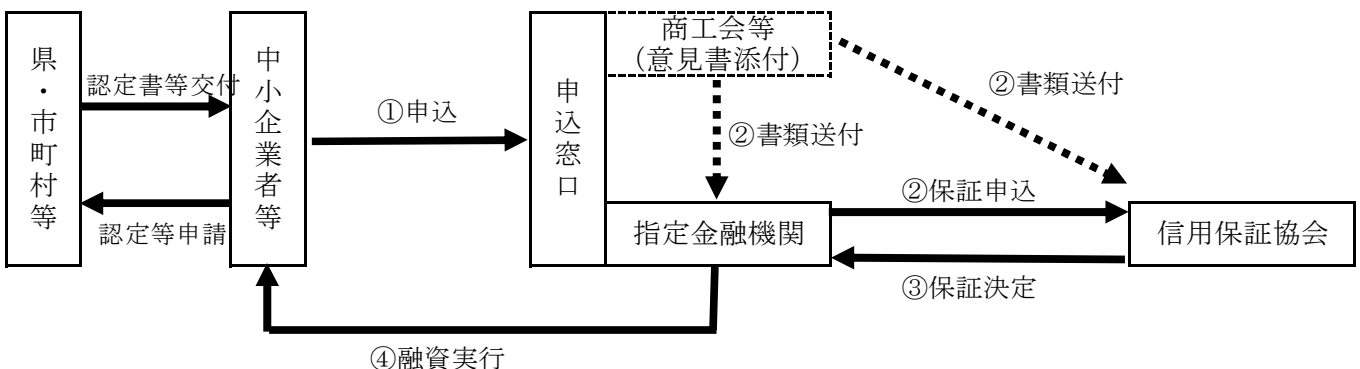 県・市町村等
認定書等交付
認定等申請
中小企業者等
①申込
申込窓口
商工会等
(意見書添付)
②書類送付
②書類送付
指定金融機関
②保証申込
③保証決定
信用保証協会
④融資実行